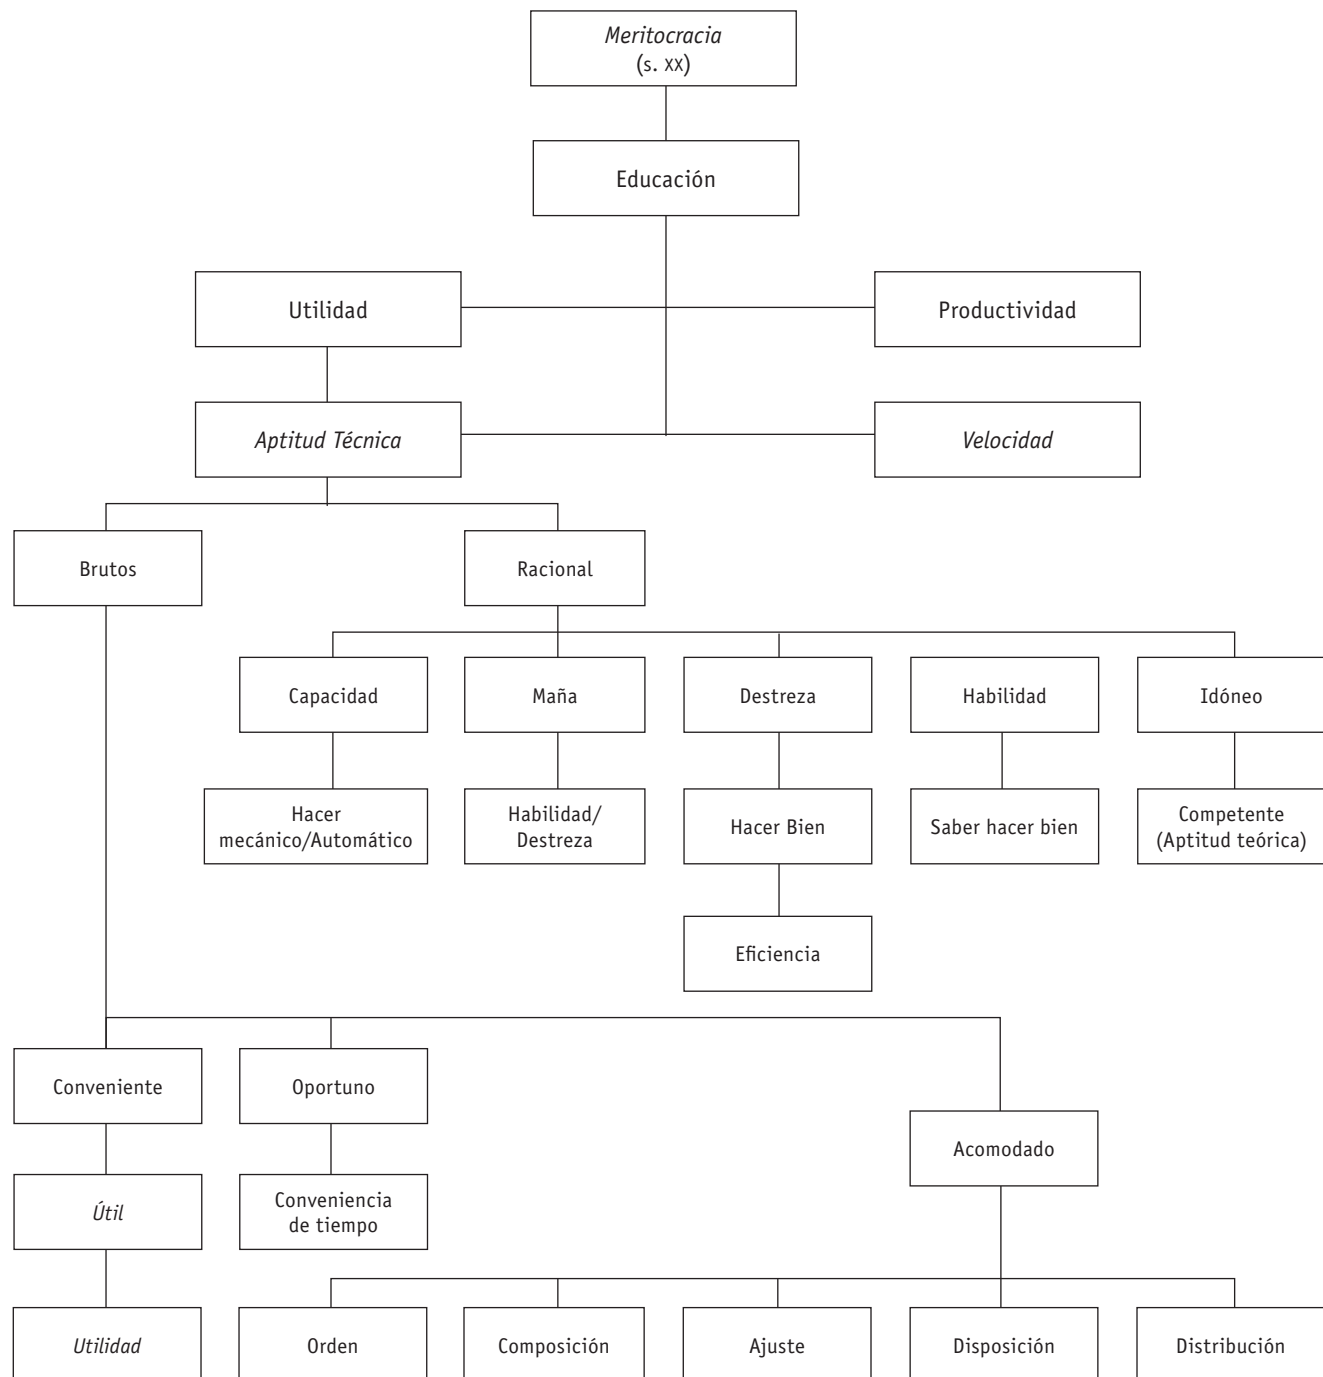 Meritocracia
(s. XX)
Educación
Utilidad
Productividad
Aptitud Técnica
Velocidad
Brutos
Racional
Capacidad
Maña
Destreza
Habilidad
Idóneo
Hacer
mecánico/Automático
Habilidad/
Destreza
Hacer Bien
Saber hacer bien
Competente
(Aptitud teórica)
Eficiencia
Conveniente
Oportuno
Acomodado
Útil
Conveniencia
de tiempo
Utilidad
Orden
Composición
Ajuste
Disposición
Distribución